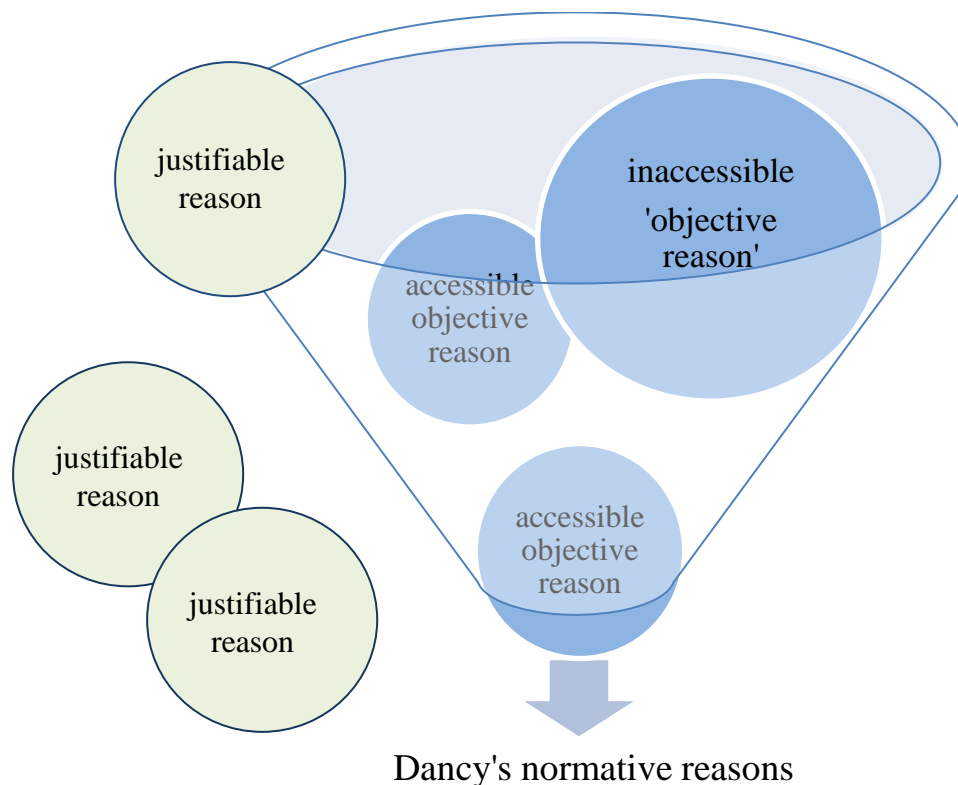 justifiable
reason
inaccessible
'objective
reason'
accessible
objective
reason
justifiable
reason
accessible
objective
reason
justifiable
reason
Dancy's normative reasons